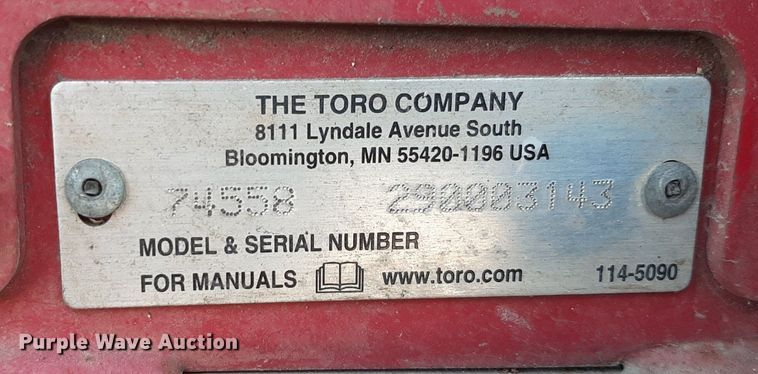 THE TORO COMPANY
8111 Lyndale Avenue South
Bloomington, MN 55420-1196 USA
74558 290003143
MODEL & SERIAL NUMBER
FOR MANUALS www.toro.com 114-5090
Purple Wave Auction